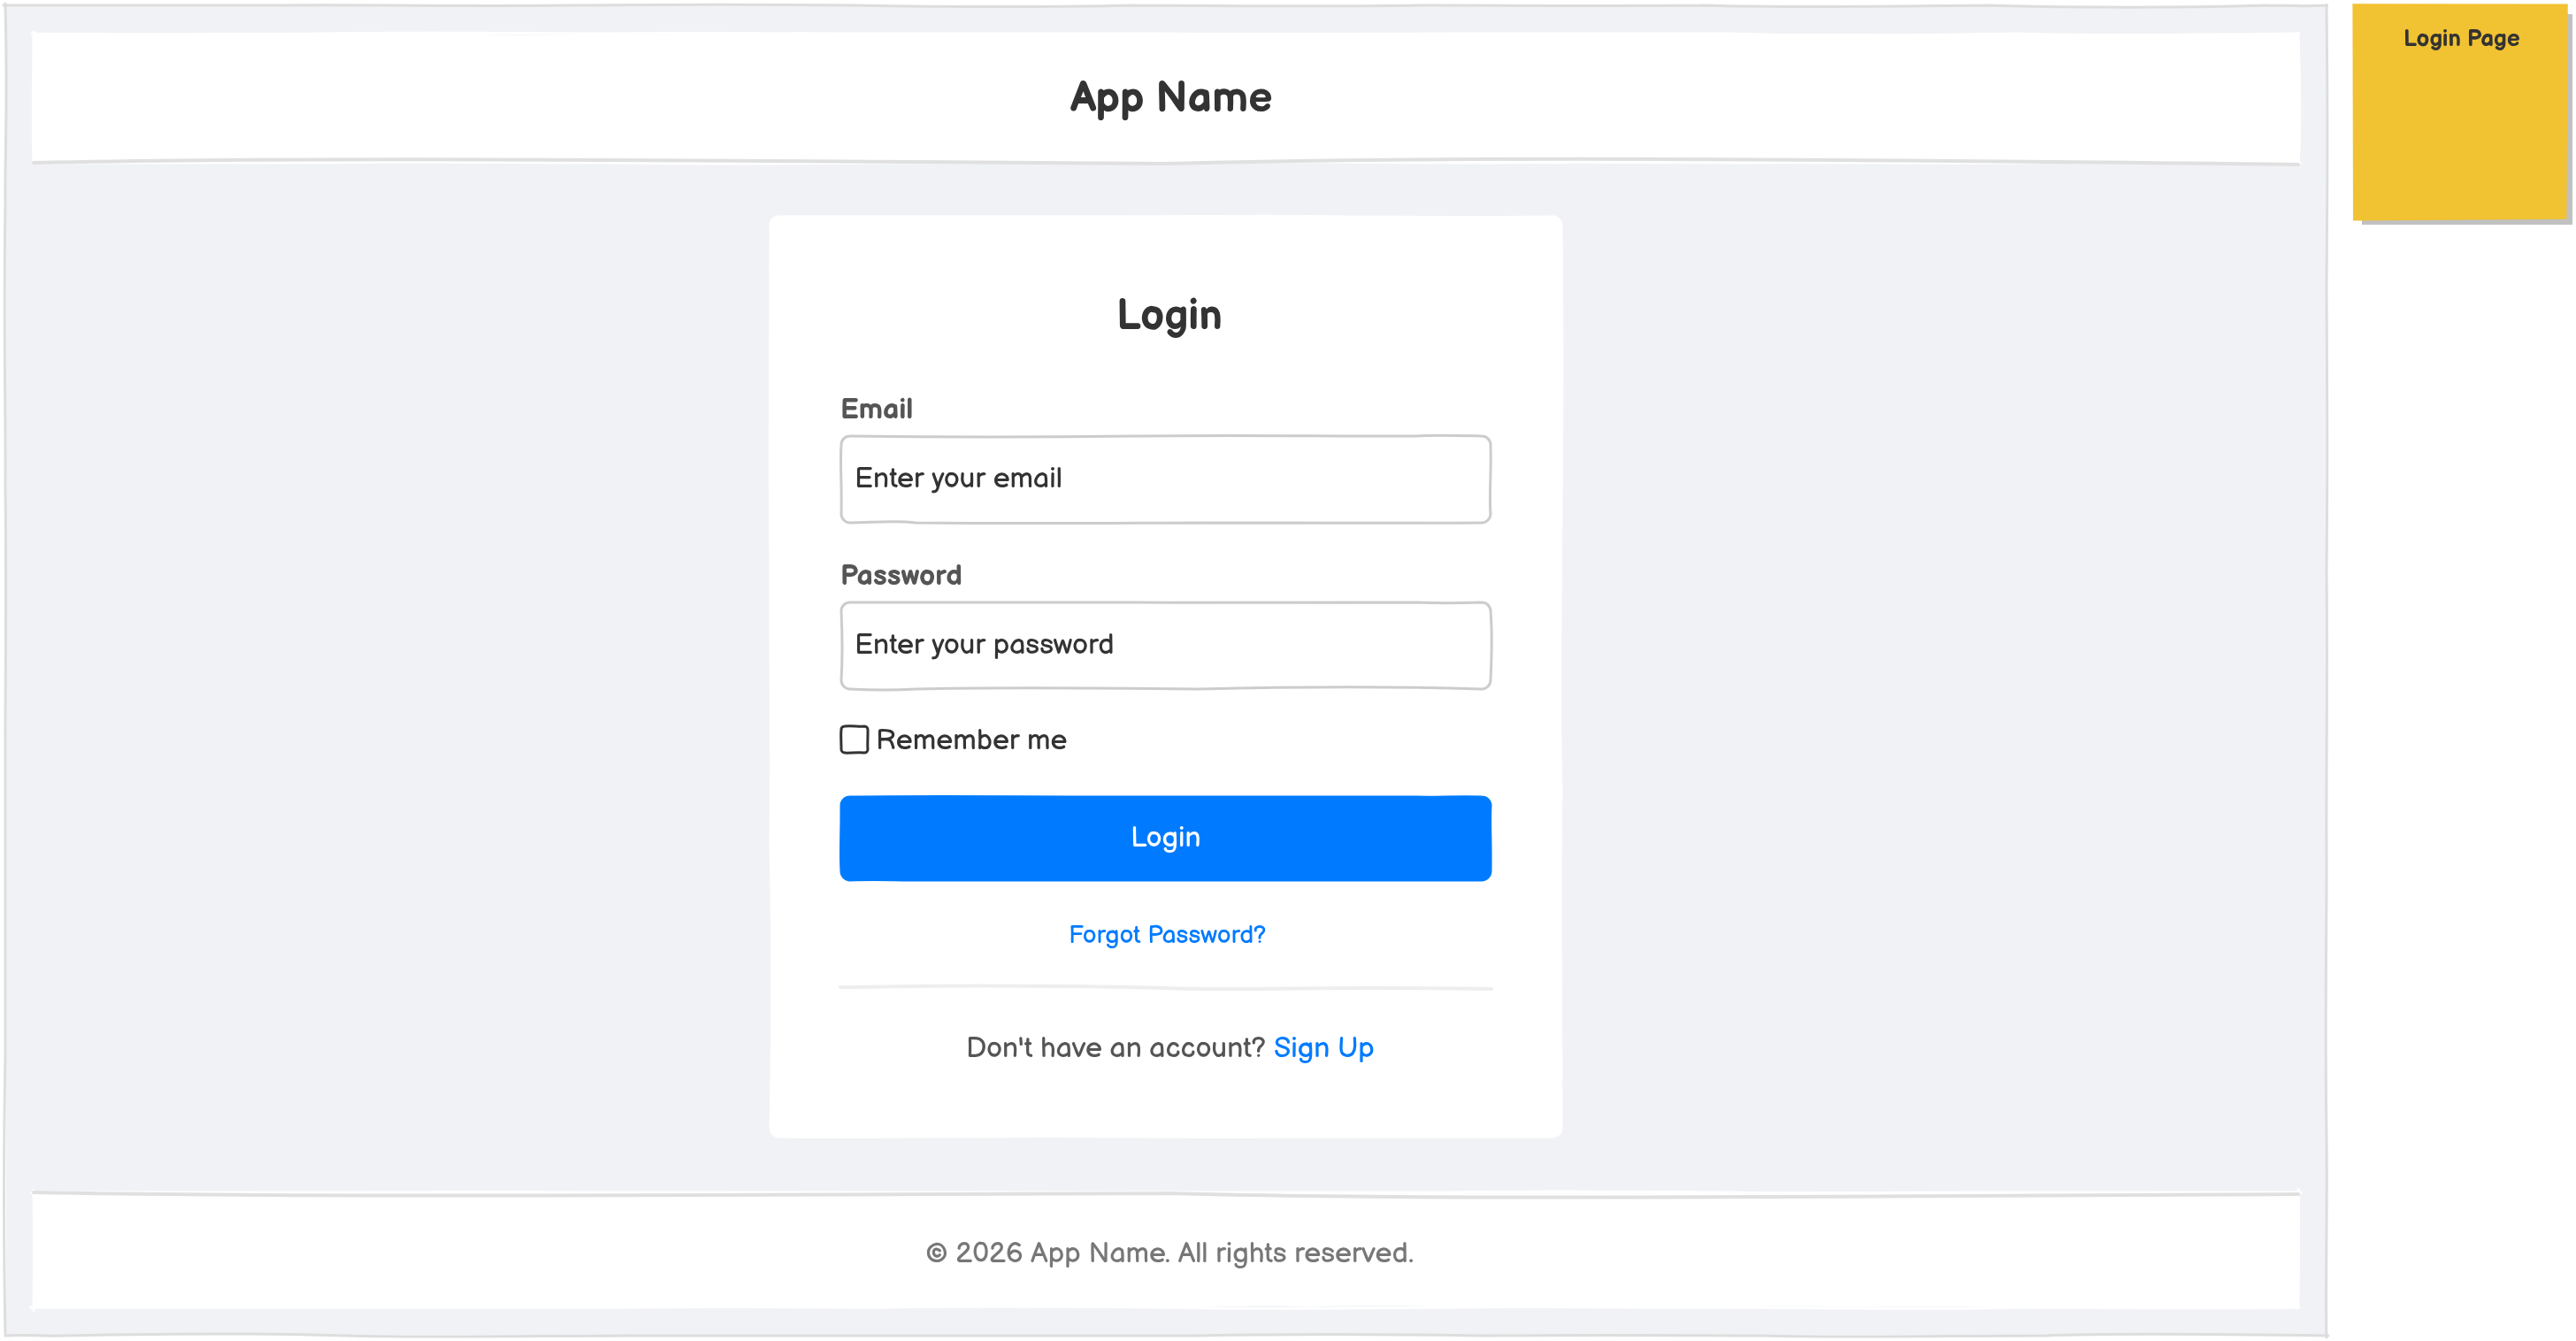 App Name
Login Page
Login
Email
Enter your email
Password
Enter your password
Remember me
Login
Forgot Password?
Don't have an account? Sign Up
© 2026 App Name. All rights reserved.